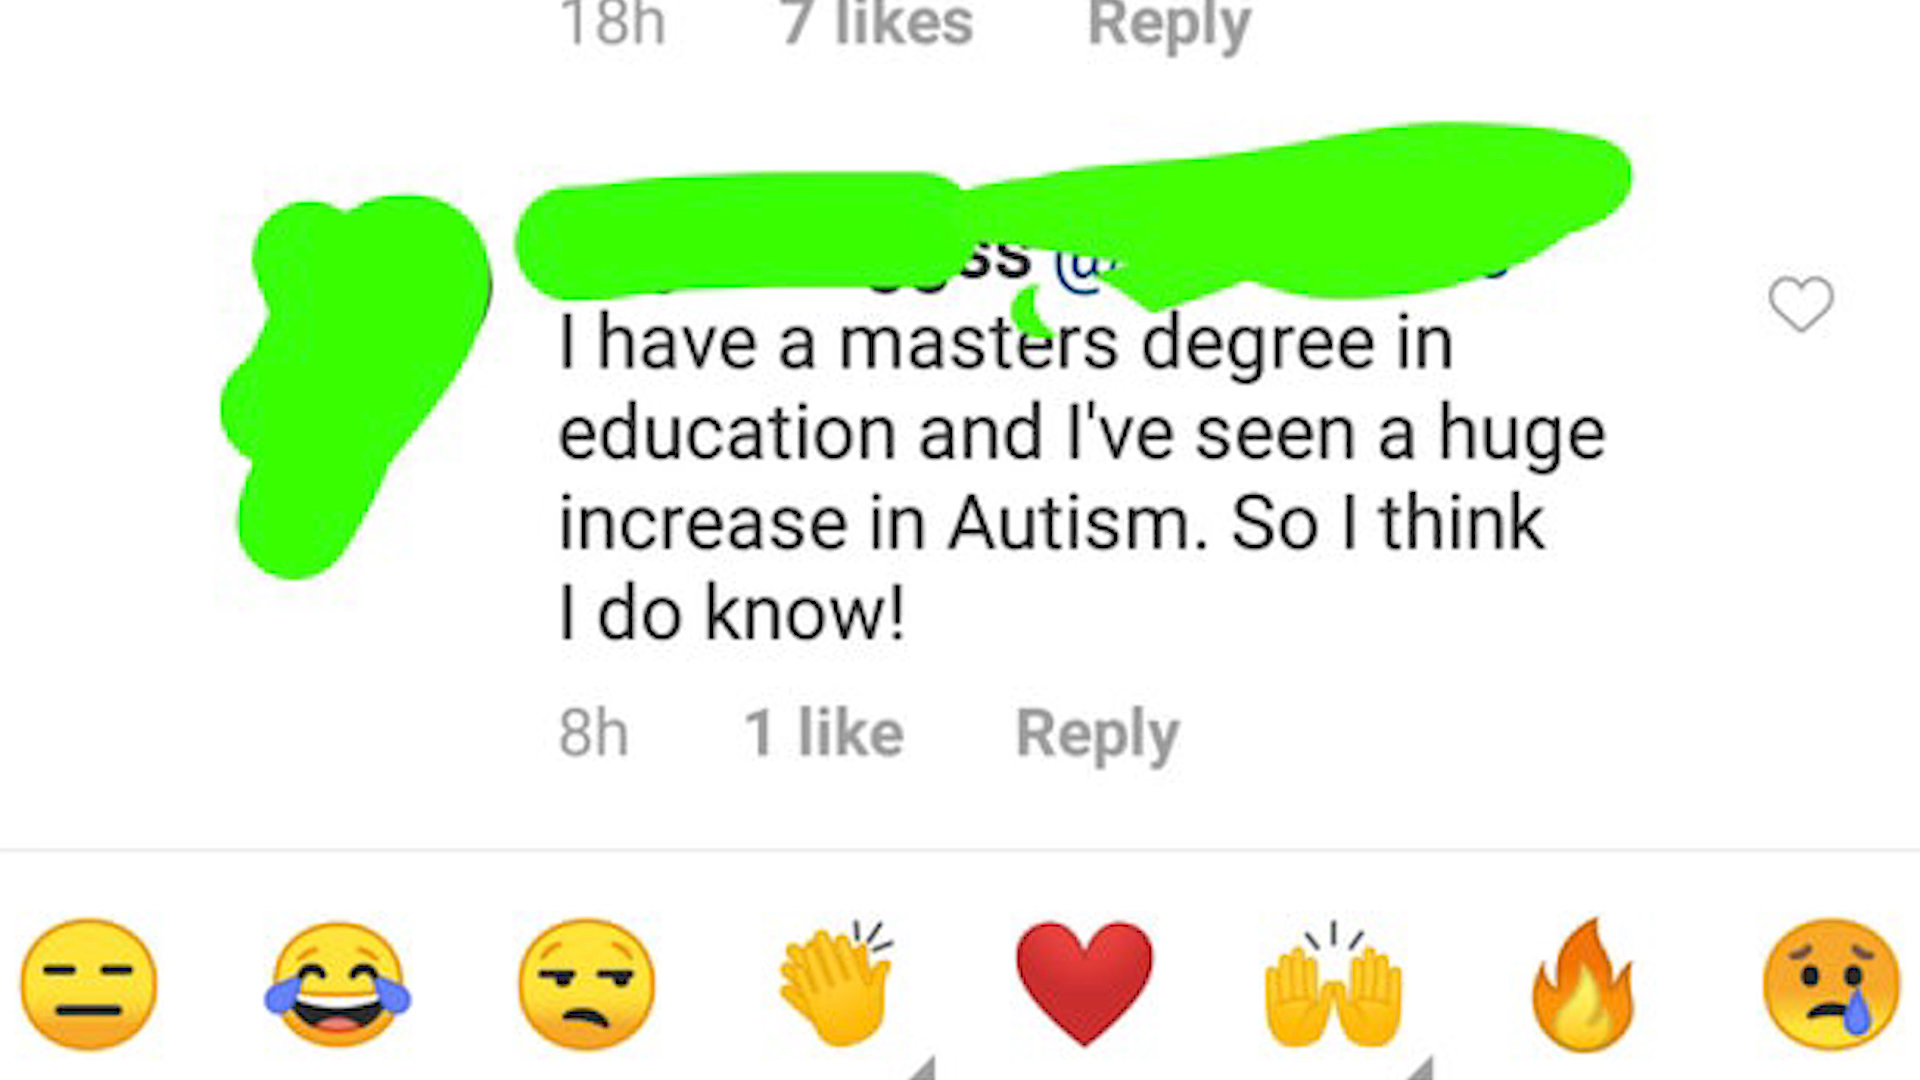 18h 7 likes Reply
I have a masters degree in
education and I've seen a huge
increase in Autism. So I think
I do know!
8h 1 like Reply